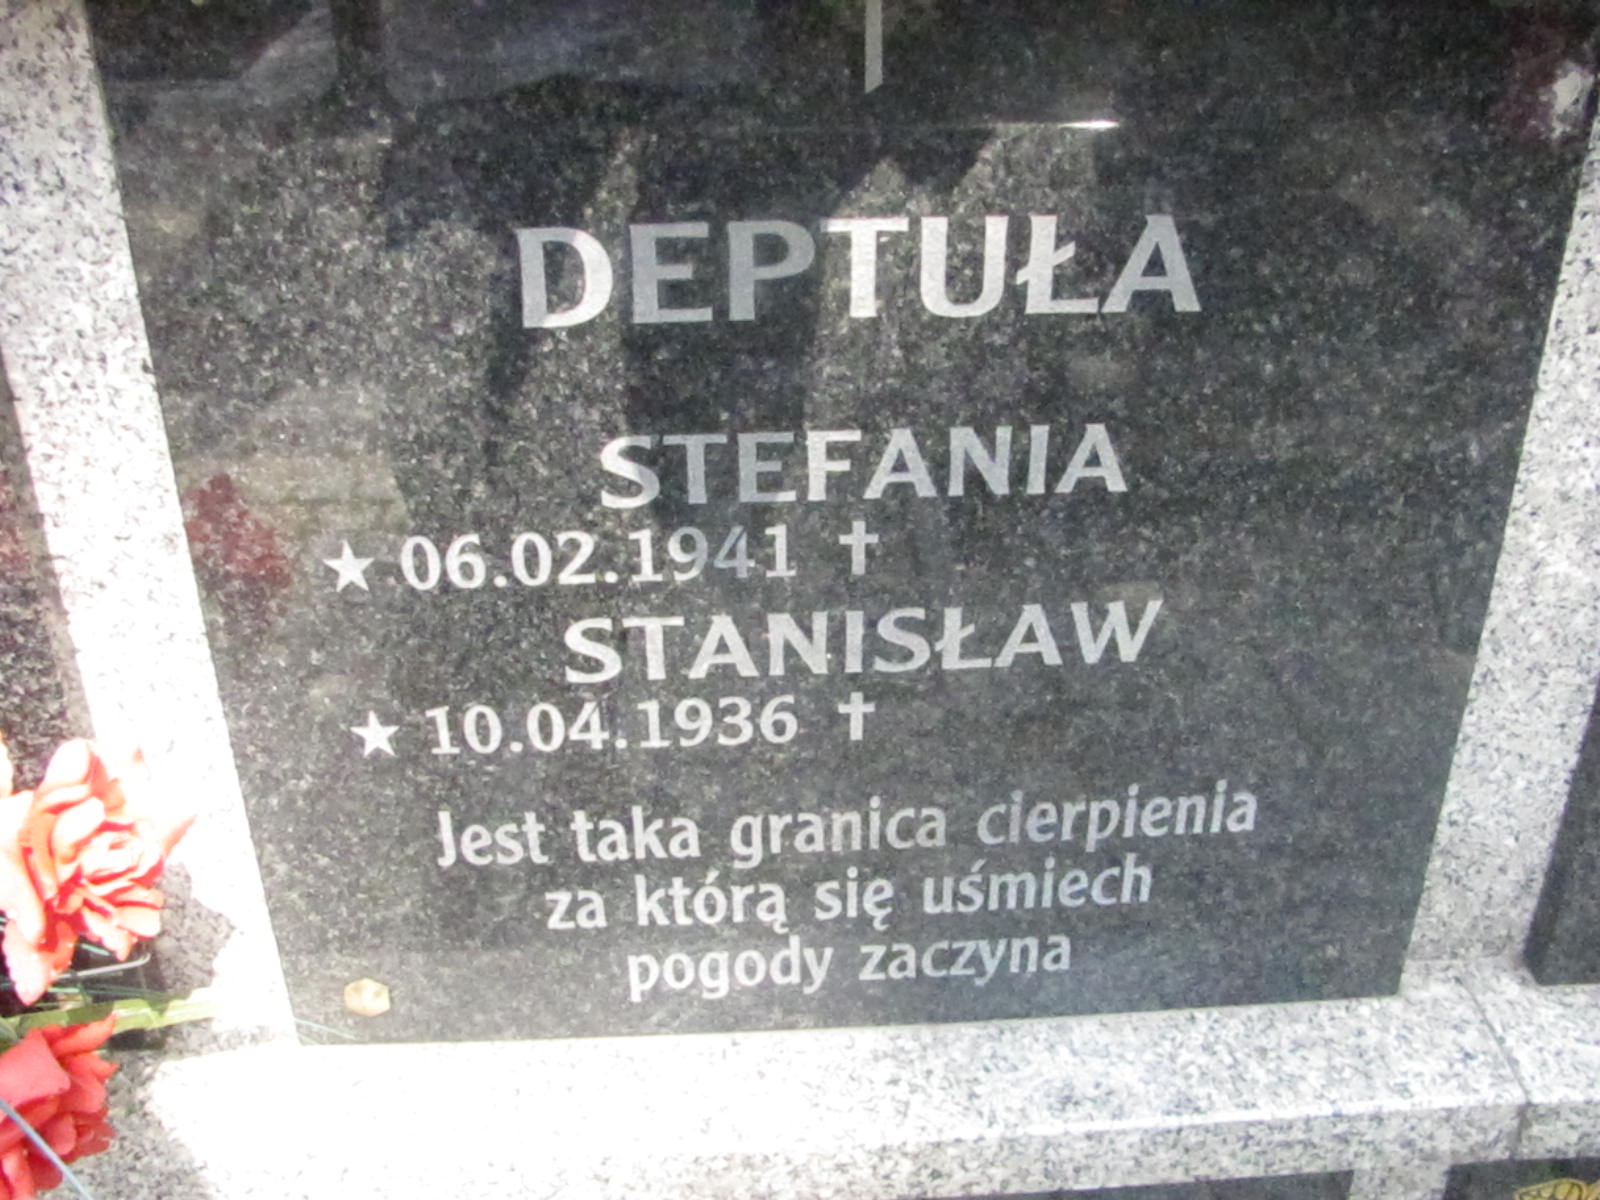 DEPTUŁA
STEFANIA
★ 06.02.1941 ✝
STANISŁAW
★ 10.04.1936 ✝
Jest taka granica cierpienia
za którą się uśmiech
pogody zaczyna